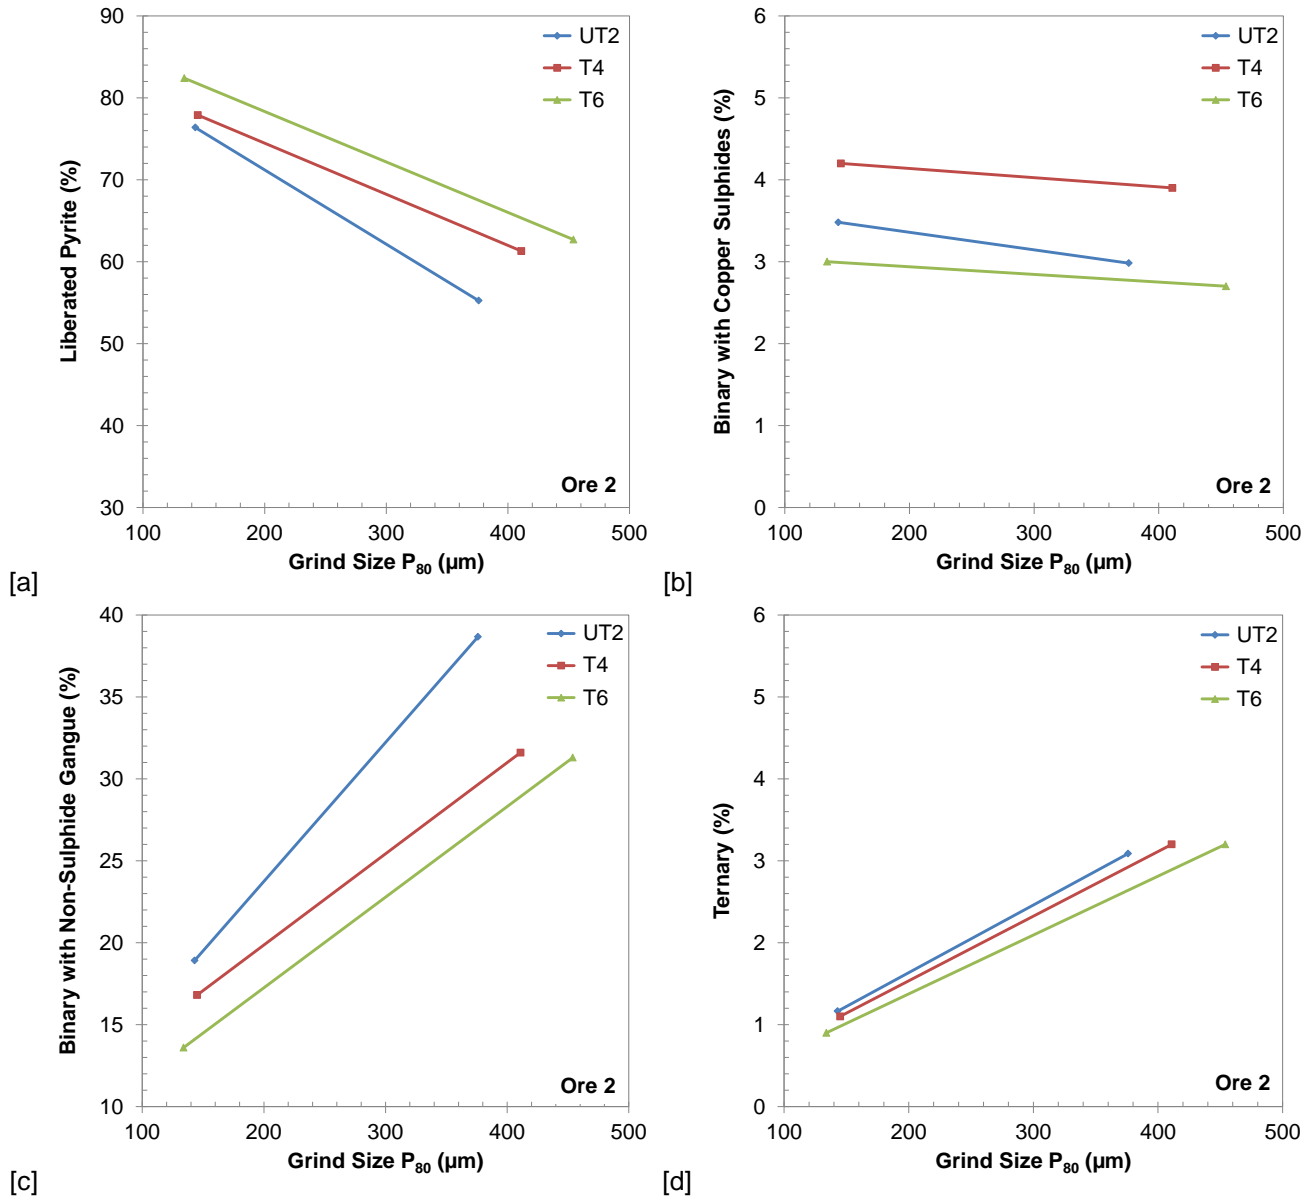 90
80
70
60
50
40
30
Liberated Pyrite (%)
UT2
T4
T6
Ore 2
100 200 300 400 500
Grind Size P80 (µm)
[a]
6
5
4
3
2
1
0
Binary with Copper Sulphides (%)
UT2
T4
T6
Ore 2
100 200 300 400 500
Grind Size P80 (µm)
[b]
40
35
30
25
20
15
10
Binary with Non-Sulphide Gangue (%)
UT2
T4
T6
Ore 2
100 200 300 400 500
Grind Size P80 (µm)
[c]
6
5
4
3
2
1
0
Ternary (%)
UT2
T4
T6
Ore 2
100 200 300 400 500
Grind Size P80 (µm)
[d]